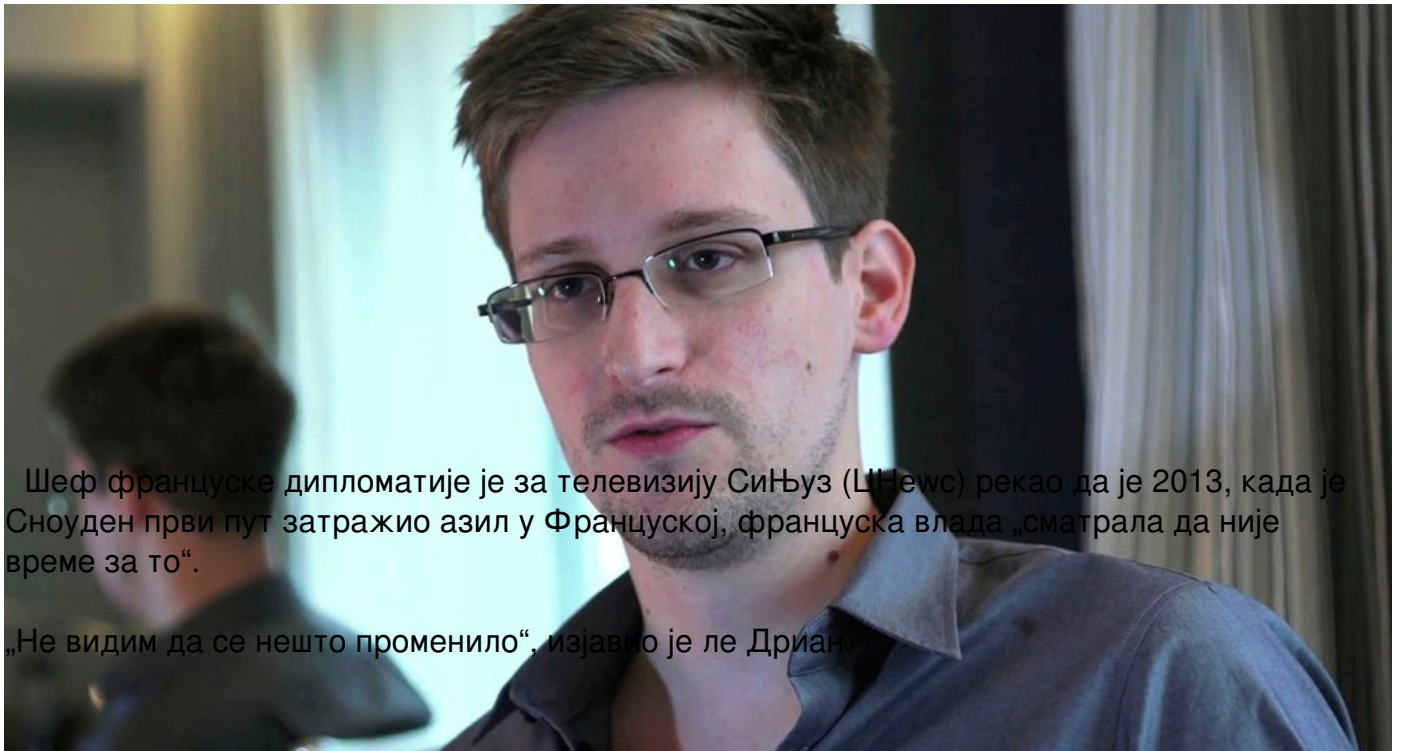 Шеф француске дипломатије је за телевизију СиЊуз (ЦНеwс) рекао да је 2013, када је
Сноуден први пут затражио азил у Француској, француска влада „сматрала да није
време за то“.
„Не видим да се нешто променило“, изјавио је ле Дриан.